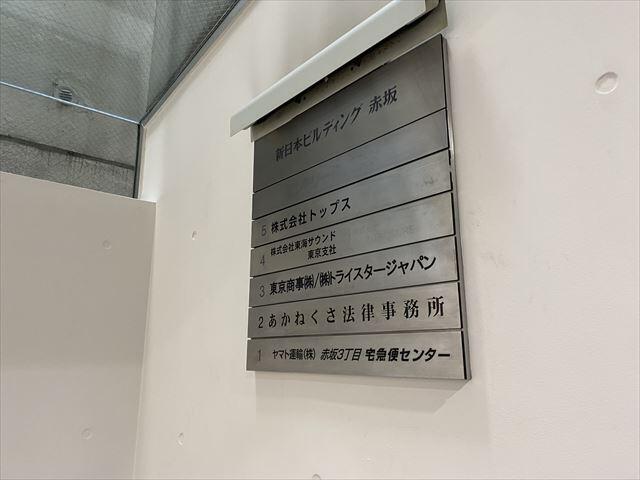 新日本ビルディング 赤坂
5 株式会社トップス
4 株式会社東海サウンド
東京支社
3 東京商事㈱/㈱トライスタージャパン
2 あかねくさ法律事務所
1 ヤマト運輸(株) 赤坂3丁目 宅急便センター